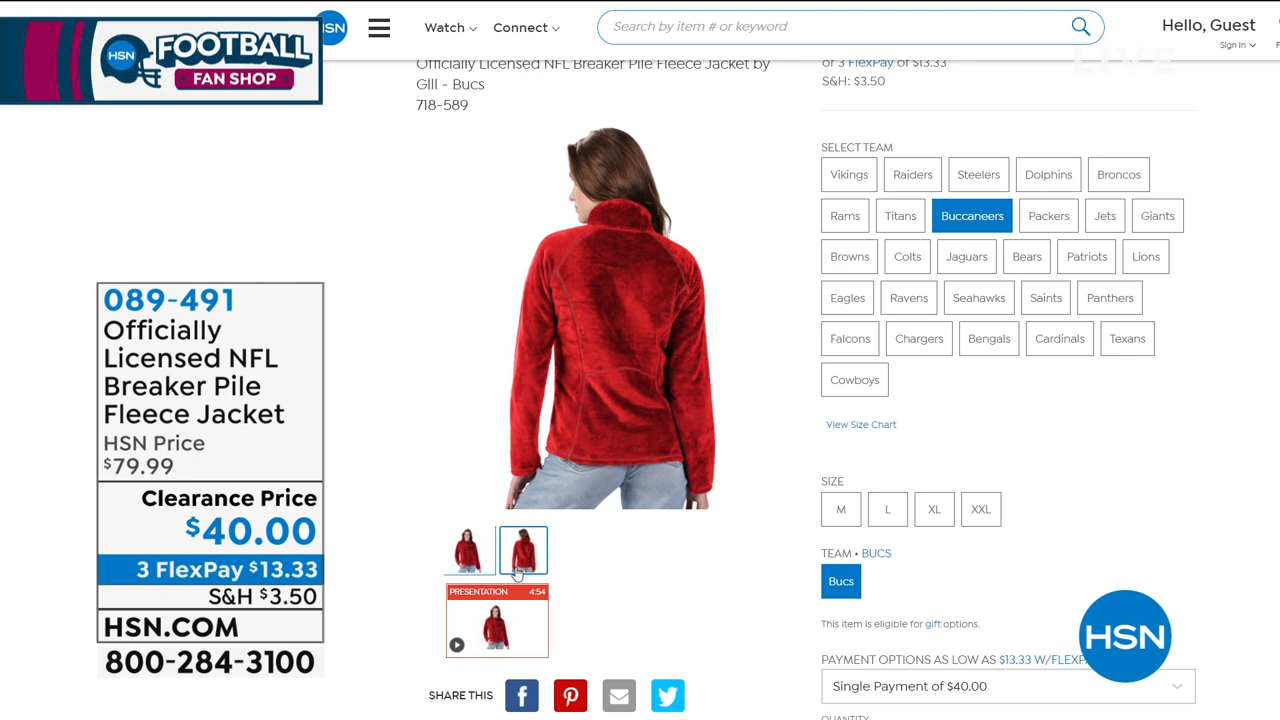 HSN
FOOTBALL
FAN SHOP
HSN
Watch
Connect
Search by item # or keyword
Hello, Guest
Sign In
LIVE
Officially Licensed NFL Breaker Pile Fleece Jacket by
GIII - Bucs
718-589
or 3 FlexPay of $13.33
S&H: $3.50
SELECT TEAM
Vikings
Raiders
Steelers
Dolphins
Broncos
Rams
Titans
Buccaneers
Packers
Jets
Giants
Browns
Colts
Jaguars
Bears
Patriots
Lions
Eagles
Ravens
Seahawks
Saints
Panthers
Falcons
Chargers
Bengals
Cardinals
Texans
Cowboys
View Size Chart
SIZE
M
L
XL
XXL
TEAM • BUCS
Bucs
This item is eligible for gift options.
PAYMENT OPTIONS AS LOW AS $13.33 W/FLEXP
Single Payment of $40.00
QUANTITY
HSN
089-491
Officially
Licensed NFL
Breaker Pile
Fleece Jacket
HSN Price
$79.99
Clearance Price
$40.00
3 FlexPay $13.33
S&H $3.50
HSN.COM
800-284-3100
PRESENTATION 4:54
SHARE THIS